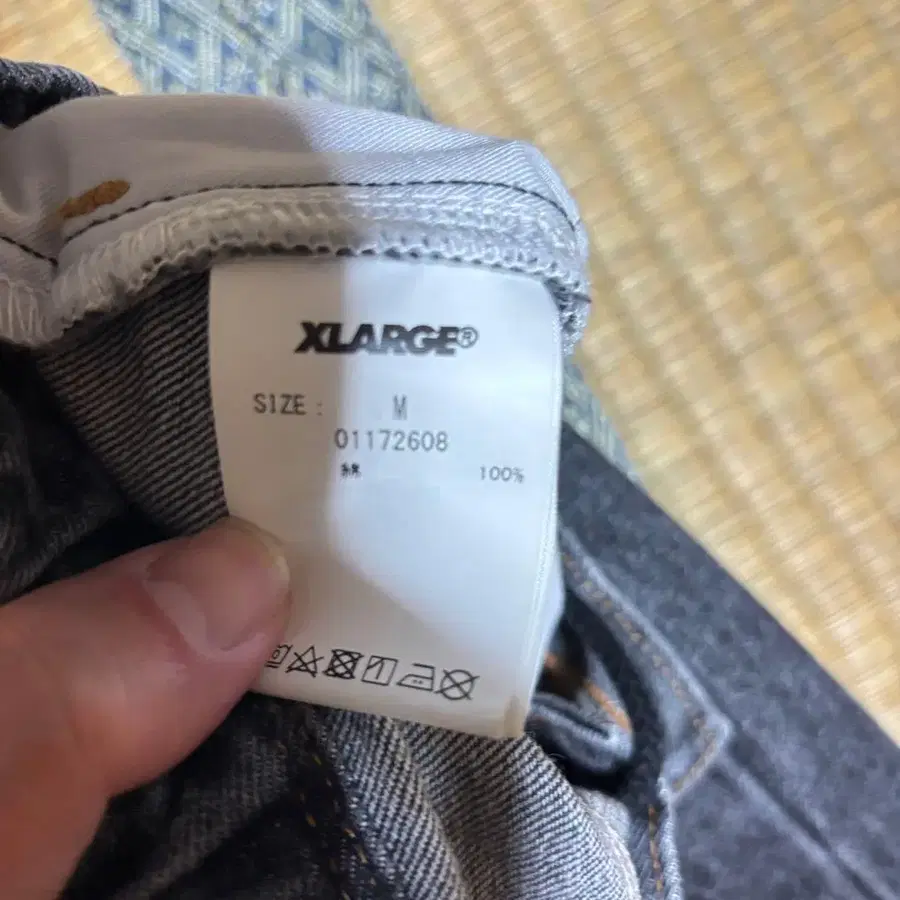 XLARGE®
SIZE : M
01172608
綿 100%